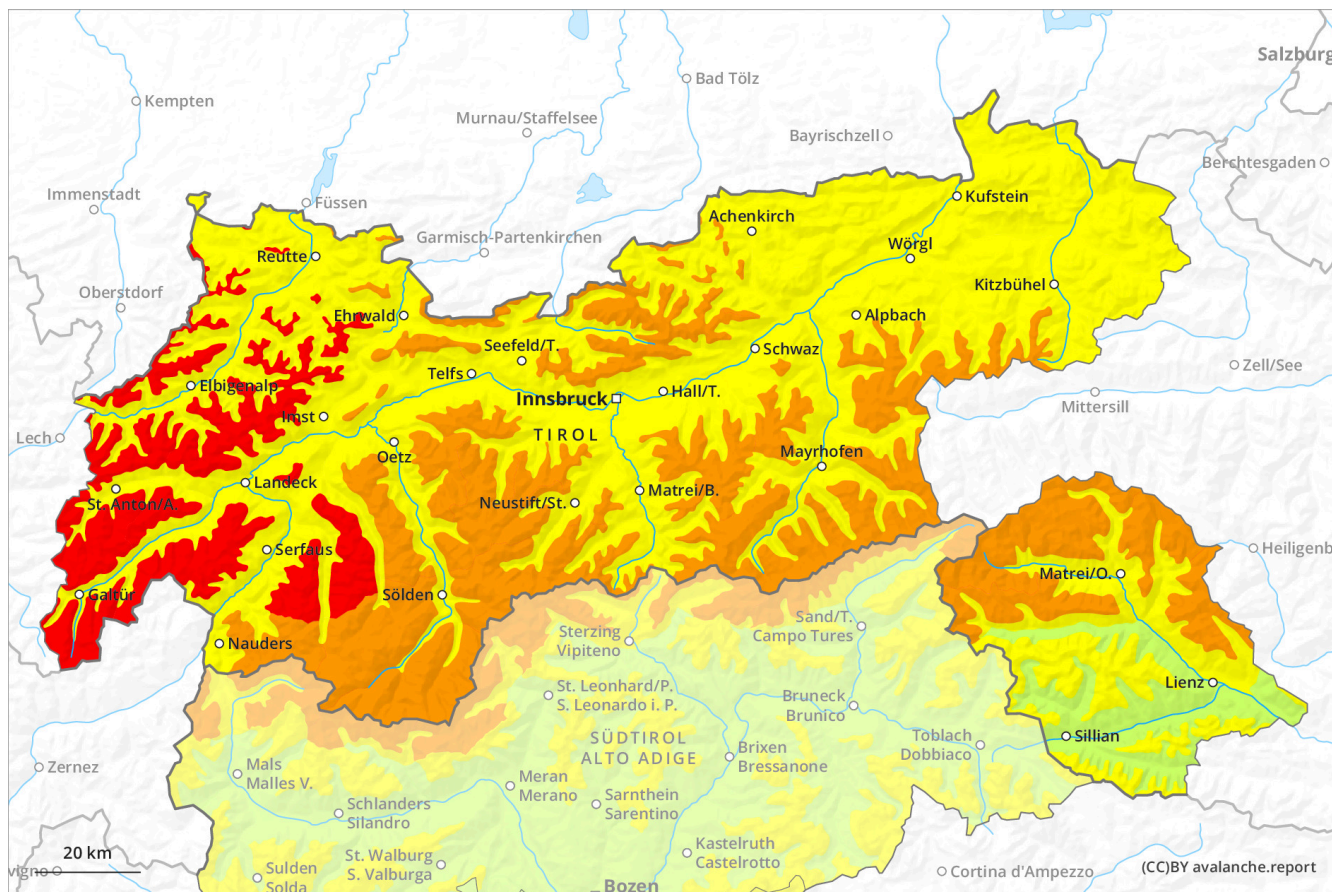 Salzburg
Kempten
Bad Tölz
Murnau/Staffelsee
Bayrischzell
Berchtesgaden
Immenstadt
Füssen
Kufstein
Achenkirch
Garmisch-Partenkirchen
Wörgl
Reutte
Oberstdorf
Kitzbühel
Ehrwald
Alpbach
Seefeld/T.
Schwaz
Zell/See
Telfs
Elbigenalp
Hall/T.
Innsbruck
Mittersill
Imst
Lech
TIROL
Oetz
Mayrhofen
Landeck
Matrei/B.
St. Anton/A.
Neustift/St.
Serfaus
Heiligenb
Matrei/O.
Galtür
Sölden
Sand/T.
Campo Tures
Sterzing
Vipiteno
Nauders
Lienz
St. Leonhard/P.
S. Leonardo i. P.
Bruneck
Brunico
SÜDTIROL
ALTO ADIGE
Toblach
Dobbiaco
Sillian
Brixen
Bressanone
Zernez
Mals
Malles V.
Meran
Merano
Sarnthein
Sarentino
Schlanders
Silandro
20 km
St. Walburg
S. Valburga
Kastelruth
Castelrotto
vigno
Sulden
Solda
Bozen
Cortina d'Ampezzo
(CC)BY avalanche.report